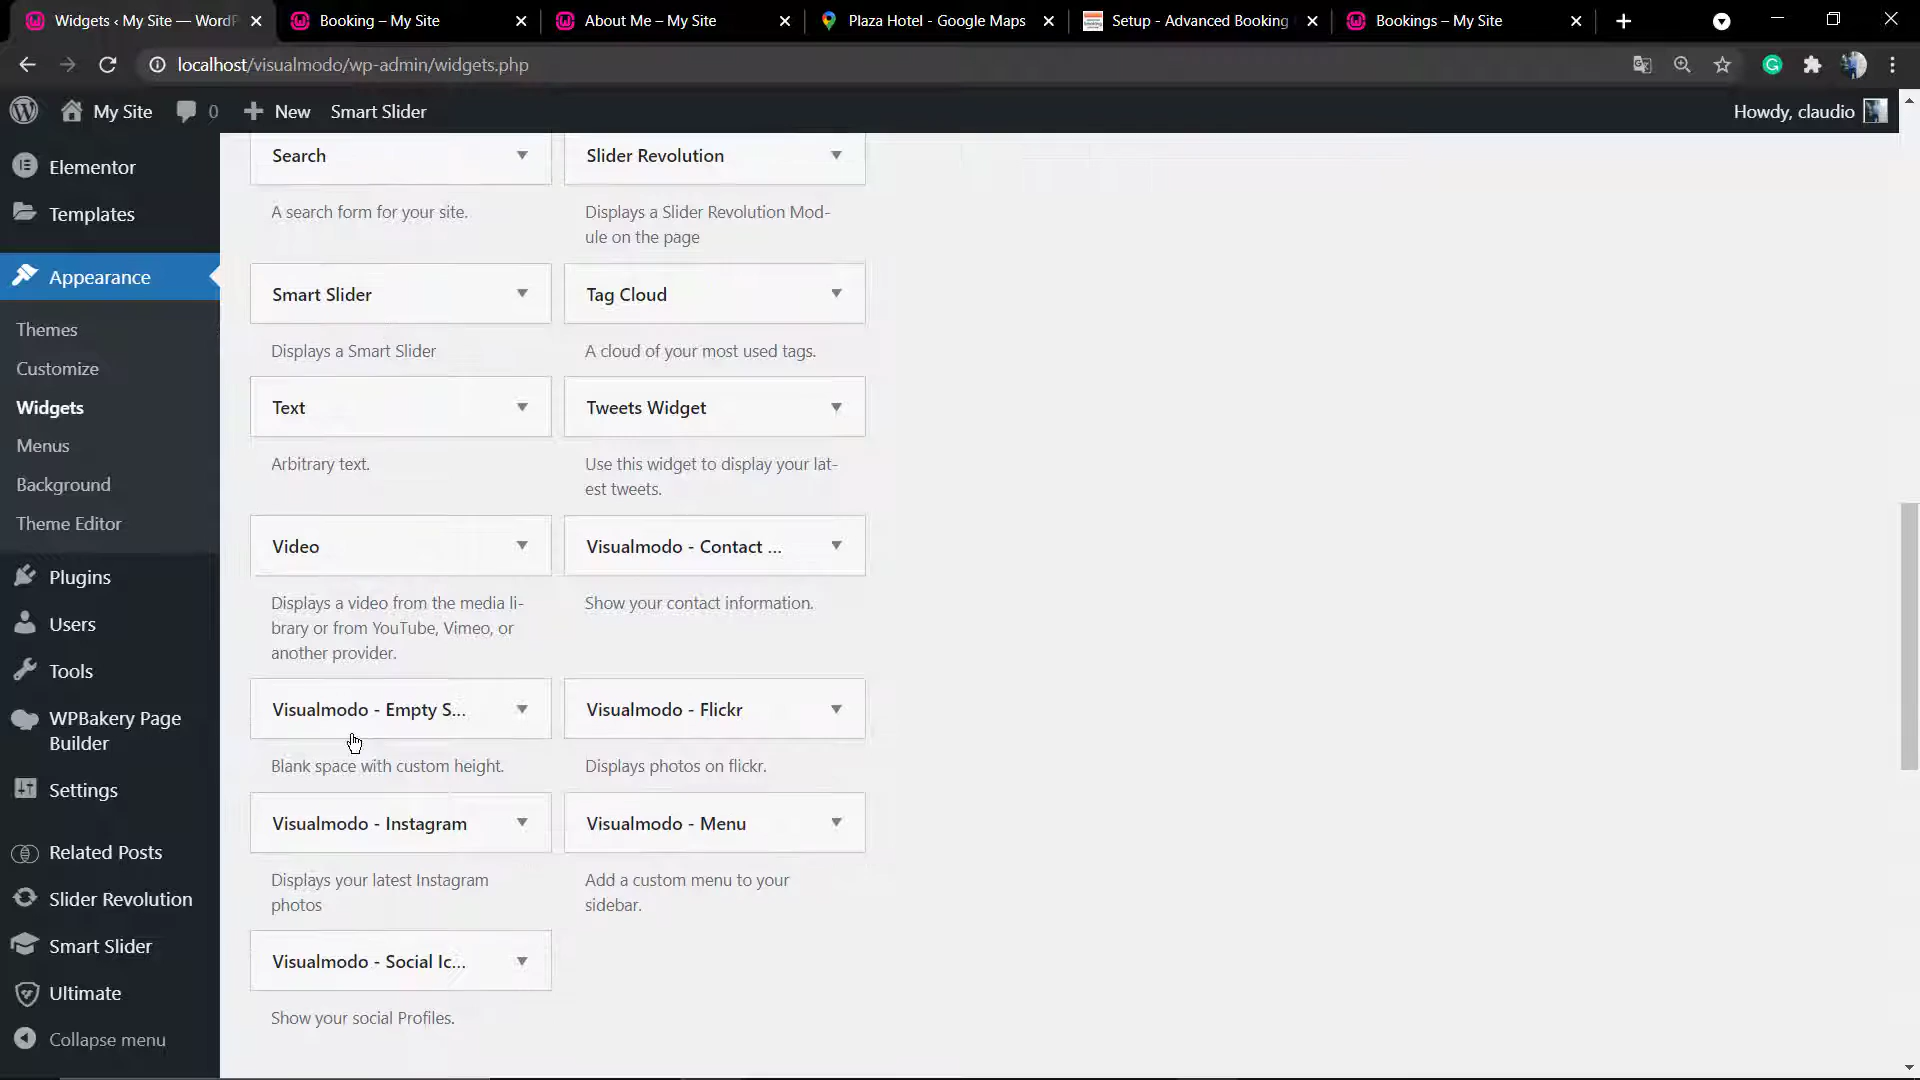 Widgets ‹ My Site — WordP
Booking – My Site
About Me – My Site
Plaza Hotel - Google Maps
Setup - Advanced Booking
Bookings – My Site
localhost/visualmodo/wp-admin/widgets.php
My Site
0
New
Smart Slider
Howdy, claudio
Elementor
Templates
Appearance
Themes
Customize
Widgets
Menus
Background
Theme Editor
Plugins
Users
Tools
WPBakery Page
Builder
Settings
Related Posts
Slider Revolution
Smart Slider
Ultimate
Collapse menu
Search
A search form for your site.
Slider Revolution
Displays a Slider Revolution Mod-
ule on the page
Smart Slider
Displays a Smart Slider
Tag Cloud
A cloud of your most used tags.
Text
Arbitrary text.
Tweets Widget
Use this widget to display your lat-
est tweets.
Video
Displays a video from the media li-
brary or from YouTube, Vimeo, or
another provider.
Visualmodo - Contact ...
Show your contact information.
Visualmodo - Empty S...
Blank space with custom height.
Visualmodo - Flickr
Displays photos on flickr.
Visualmodo - Instagram
Displays your latest Instagram
photos
Visualmodo - Menu
Add a custom menu to your
sidebar.
Visualmodo - Social Ic...
Show your social Profiles.